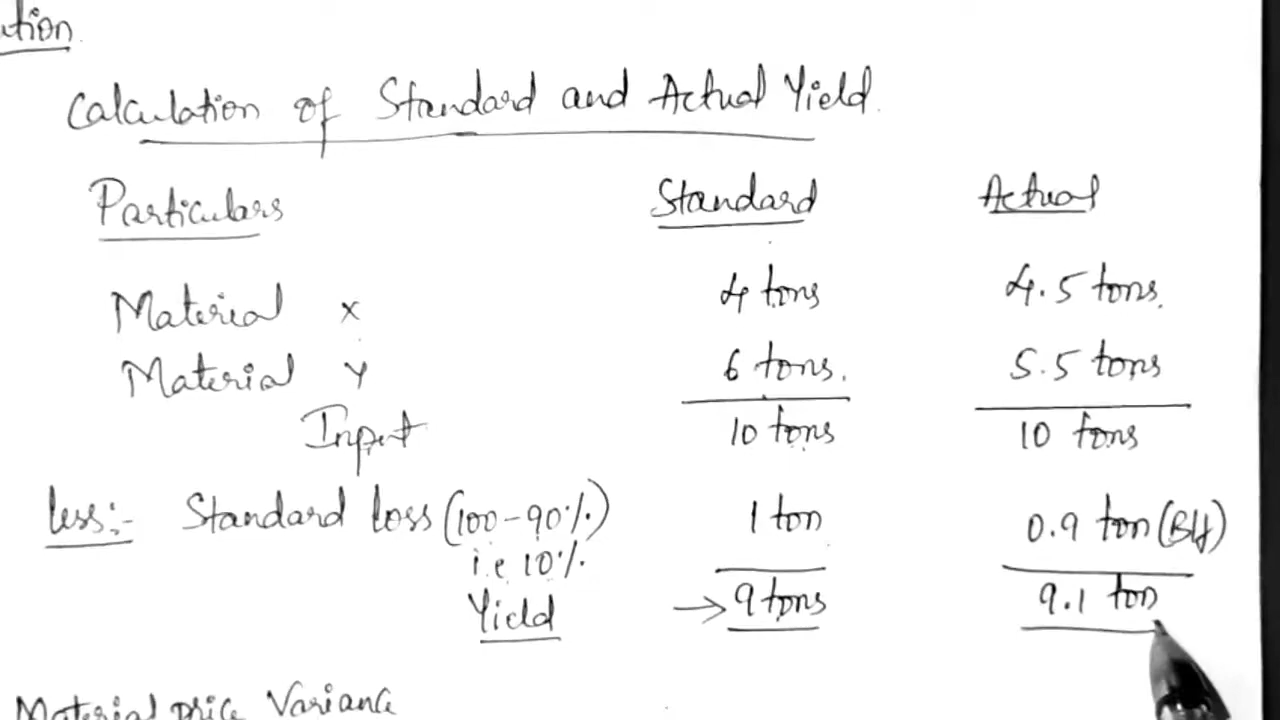 ution
Calculation of Standard and Actual Yield.
Particulars Standard Actual
Material X 4 tons 4.5 tons.
Material Y 6 tons. 5.5 tons
Input 10 tons 10 tons
Less:- Standard loss (100-90%) 1 ton 0.9 ton (B/f)
i.e 10%.
Yield → 9 tons 9.1 ton
Material price Variance